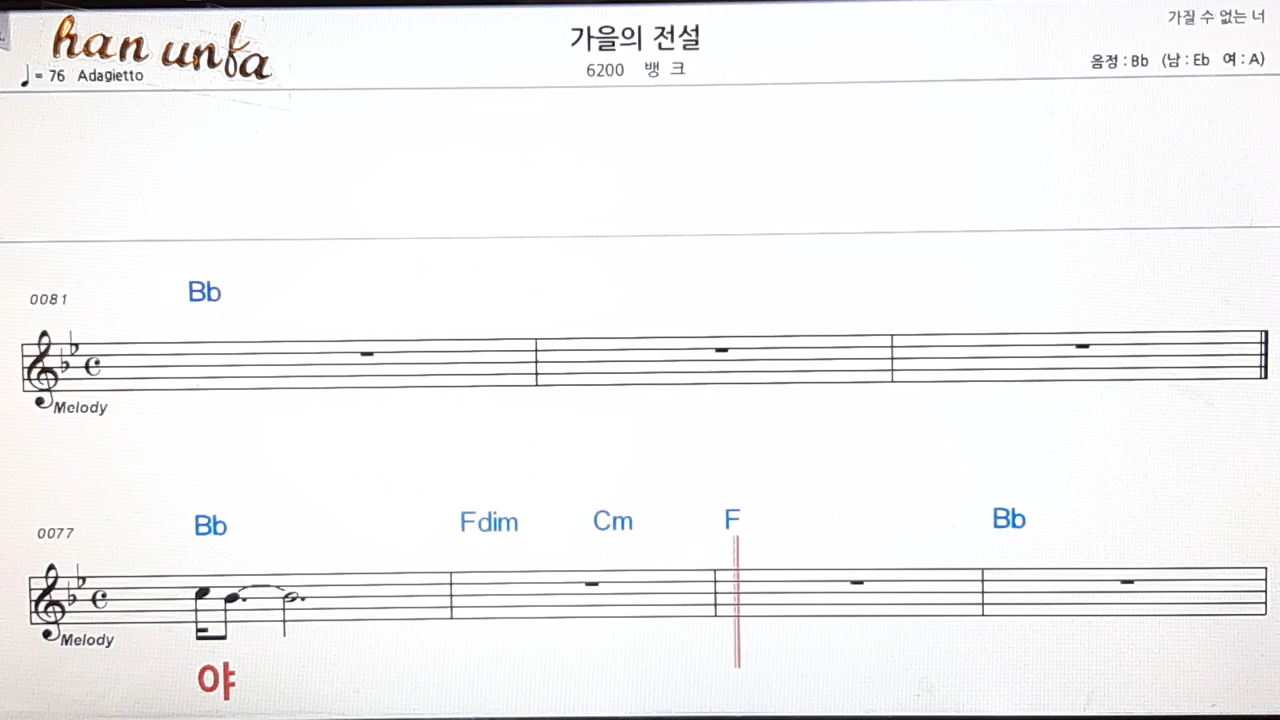 han unfa
♩= 76 Adagietto
가을의 전설
6200 뱅 크
가질 수 없는 너
음정 : Bb (남 : Eb 여 : A)
0081
Bb
Melody
0077
Bb Fdim Cm F Bb
Melody
야